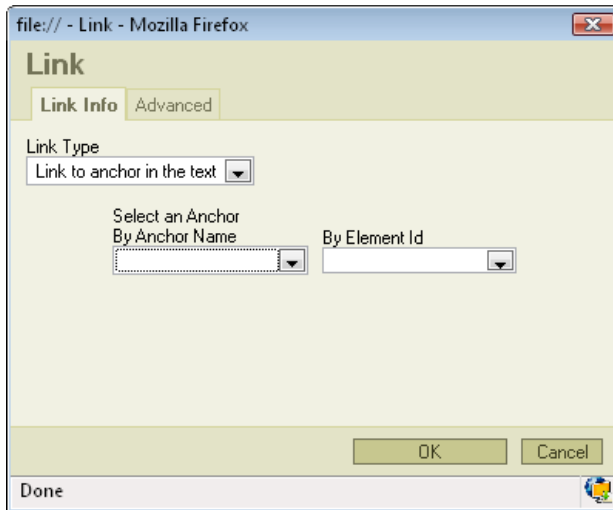 file:// - Link - Mozilla Firefox
Link
Link Info Advanced
Link Type
Link to anchor in the text
Select an Anchor
By Anchor Name By Element Id
OK Cancel
Done